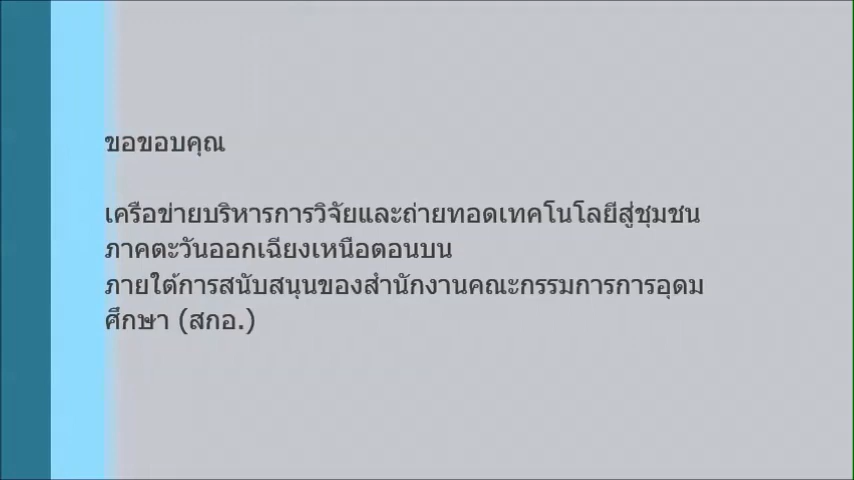 ขอขอบคุณ
เครือข่ายบริหารการวิจัยและถ่ายทอดเทคโนโลยีสู่ชุมชน
ภาคตะวันออกเฉียงเหนือตอนบน
ภายใต้การสนับสนุนของสำนักงานคณะกรรมการการอุดม
ศึกษา (สกอ.)